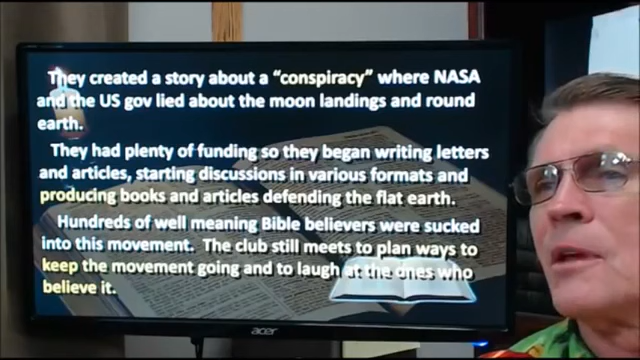 They created a story about a "conspiracy" where NASA
and the US gov lied about the moon landings and round
earth.
They had plenty of funding so they began writing letters
and articles, starting discussions in various formats and
producing books and articles defending the flat earth.
Hundreds of well meaning Bible believers were sucked
into this movement. The club still meets to plan ways to
keep the movement going and to laugh at the ones who
believe it.
acer